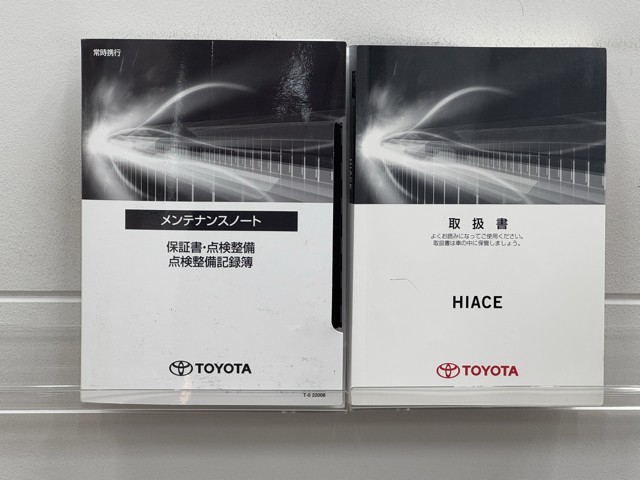 常時携行
メンテナンスノート
保証書・点検整備
点検整備記録簿
TOYOTA
T-0 22008
取扱書
よくお読みになってご使用ください。
取扱書は車の中に保管しましょう。
HIACE
TOYOTA